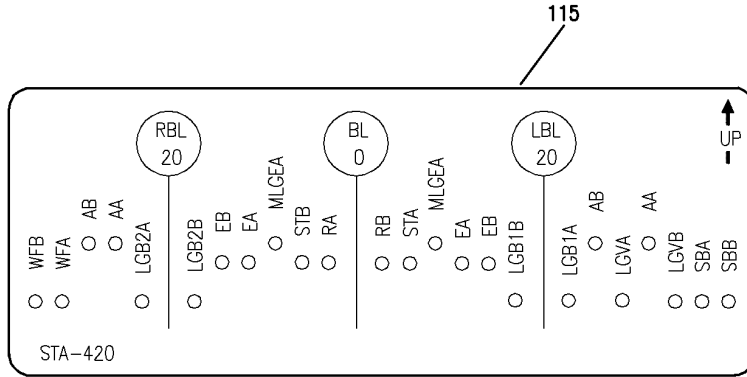 115
RBL
20
BL
0
LBL
20
UP
WFB
WFA
AB
AA
LGB2A
LGB2B
EB
EA
MLGEA
STB
RA
RB
STA
MLGEA
EA
EB
LGB1B
LGB1A
AB
LGVA
AA
LGVB
SBA
SBB
STA-420